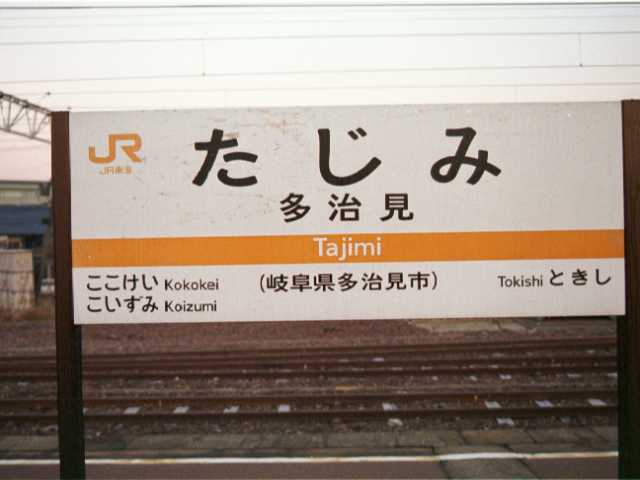 JR
JR東海
たじみ
多治見
Tajimi
ここけい Kokokei
こいずみ Koizumi
(岐阜県多治見市)
Tokishi ときし